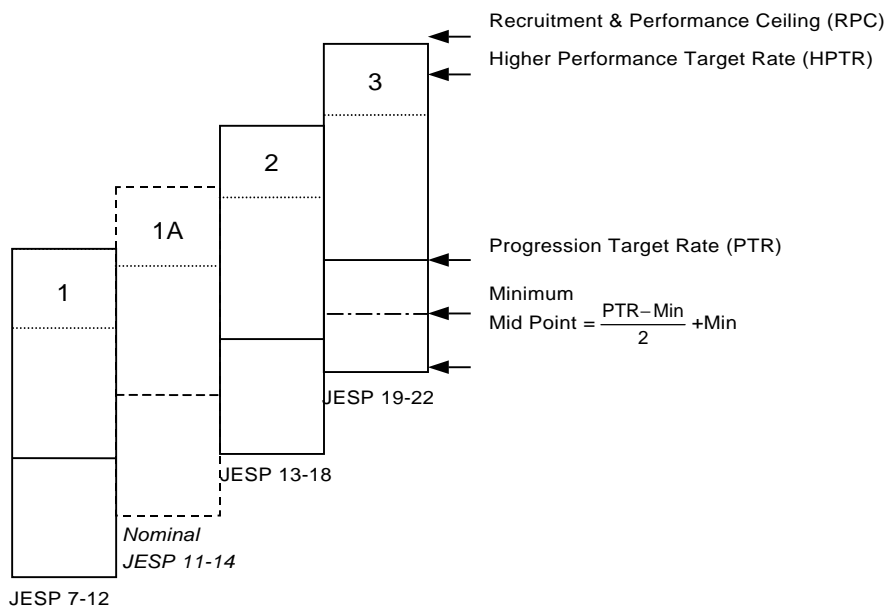 Recruitment & Performance Ceiling (RPC)
Higher Performance Target Rate (HPTR)
3
2
1A
Progression Target Rate (PTR)
1
Minimum
Mid Point = PTR–Min / 2 +Min
JESP 19-22
JESP 13-18
Nominal
JESP 11-14
JESP 7-12